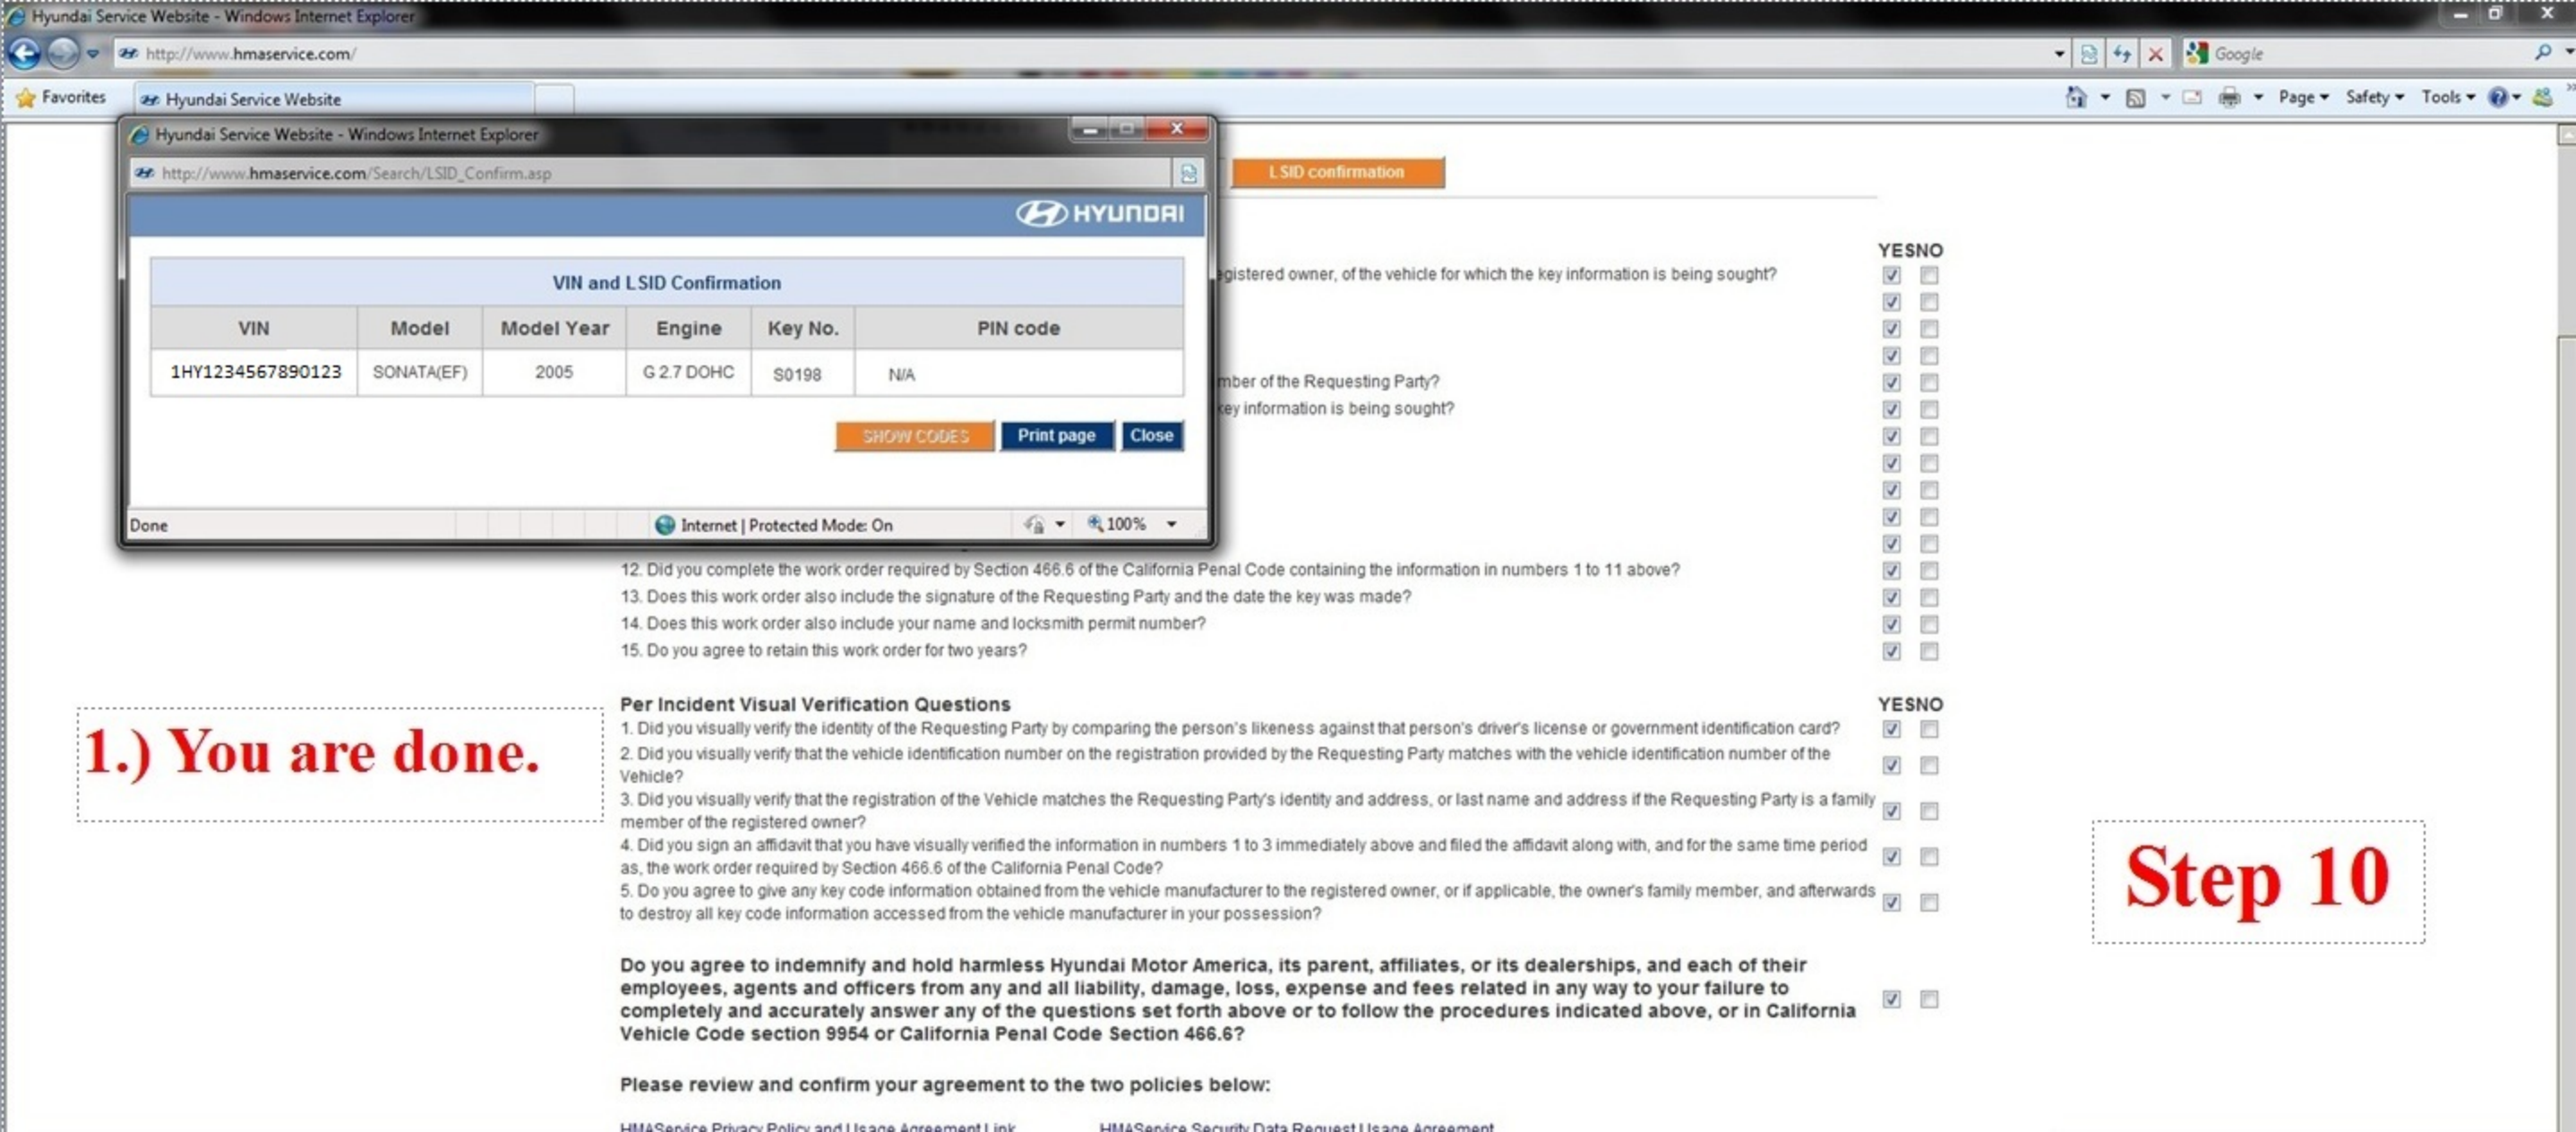 Hyundai Service Website - Windows Internet Explorer
http://www.hmaservice.com/
Google
Favorites
Hyundai Service Website
Page
Safety
Tools
Hyundai Service Website - Windows Internet Explorer
http://www.hmaservice.com/Search/LSID_Confirm.asp
LSID confirmation
HYUNDAI
YESNO
egistered owner, of the vehicle for which the key information is being sought?
VIN and LSID Confirmation
VIN Model Model Year Engine Key No. PIN code
1HY1234567890123 SONATA(EF) 2005 G 2.7 DOHC S0198 N/A
mber of the Requesting Party?
key information is being sought?
SHOW CODES Print page Close
Done Internet | Protected Mode: On 100%
12. Did you complete the work order required by Section 466.6 of the California Penal Code containing the information in numbers 1 to 11 above?
13. Does this work order also include the signature of the Requesting Party and the date the key was made?
14. Does this work order also include your name and locksmith permit number?
15. Do you agree to retain this work order for two years?
Per Incident Visual Verification Questions YESNO
1. Did you visually verify the identity of the Requesting Party by comparing the person's likeness against that person's driver's license or government identification card?
2. Did you visually verify that the vehicle identification number on the registration provided by the Requesting Party matches with the vehicle identification number of the
Vehicle?
3. Did you visually verify that the registration of the Vehicle matches the Requesting Party's identity and address, or last name and address if the Requesting Party is a family
member of the registered owner?
4. Did you sign an affidavit that you have visually verified the information in numbers 1 to 3 immediately above and filed the affidavit along with, and for the same time period
as, the work order required by Section 466.6 of the California Penal Code?
5. Do you agree to give any key code information obtained from the vehicle manufacturer to the registered owner, or if applicable, the owner's family member, and afterwards
to destroy all key code information accessed from the vehicle manufacturer in your possession?
1.) You are done.
Step 10
Do you agree to indemnify and hold harmless Hyundai Motor America, its parent, affiliates, or its dealerships, and each of their
employees, agents and officers from any and all liability, damage, loss, expense and fees related in any way to your failure to
completely and accurately answer any of the questions set forth above or to follow the procedures indicated above, or in California
Vehicle Code section 9954 or California Penal Code Section 466.6?
Please review and confirm your agreement to the two policies below:
HMAService Privacy Policy and Usage Agreement Link HMAService Security Data Request Usage Agreement